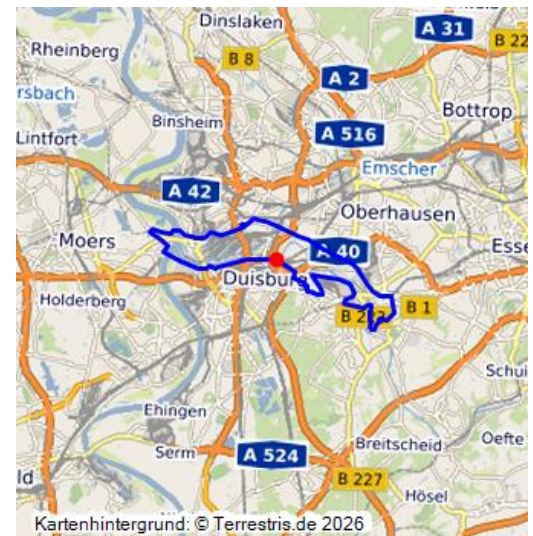 Dinslaken
A 31
B 22
Rheinberg
B 8
A 2
rsbach
Bottrop
Binsheim
A 516
Lintfort
Emscher
A 42
Oberhausen
Moers
A 40
Esse
Duisburg
Holderberg
B 1
Schui
Ehingen
Breitscheid
Oefte
Serm
A 524
ld
B 227
Hösel
Kartenhintergrund: © Terrestris.de 2026